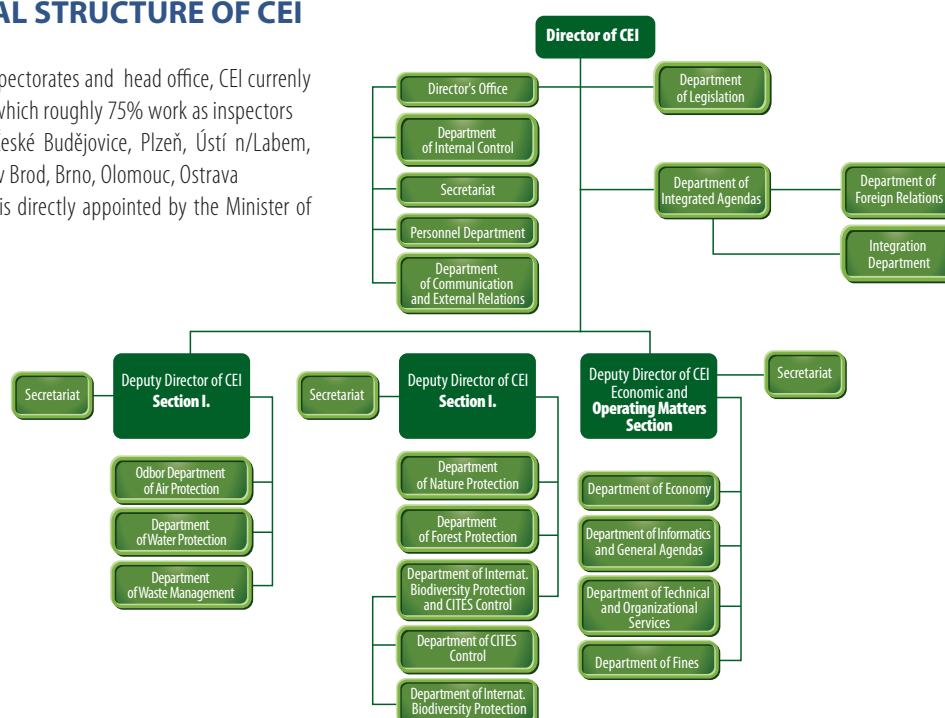 AL STRUCTURE OF CEI
pectorates and head office, CEI currenly
which roughly 75% work as inspectors
České Budějovice, Plzeň, Ústí n/Labem,
v Brod, Brno, Olomouc, Ostrava
is directly appointed by the Minister of
Director of CEI
Director's Office
Department
of Legislation
Department
of Internal Control
Secretariat
Personnel Department
Department
of Communication
and External Relations
Department of
Integrated Agendas
Department of
Foreign Relations
Integration
Department
Secretariat
Deputy Director of CEI
Section I.
Odbor Department
of Air Protection
Department
of Water Protection
Department
of Waste Management
Secretariat
Deputy Director of CEI
Section I.
Department
of Nature Protection
Department
of Forest Protection
Department of Internat.
Biodiversity Protection
and CITES Control
Department of CITES
Control
Department of Internat.
Biodiversity Protection
Deputy Director of CEI
Economic and
Operating Matters
Section
Secretariat
Department of Economy
Department of Informatics
and General Agendas
Department of Technical
and Organizational
Services
Department of Fines